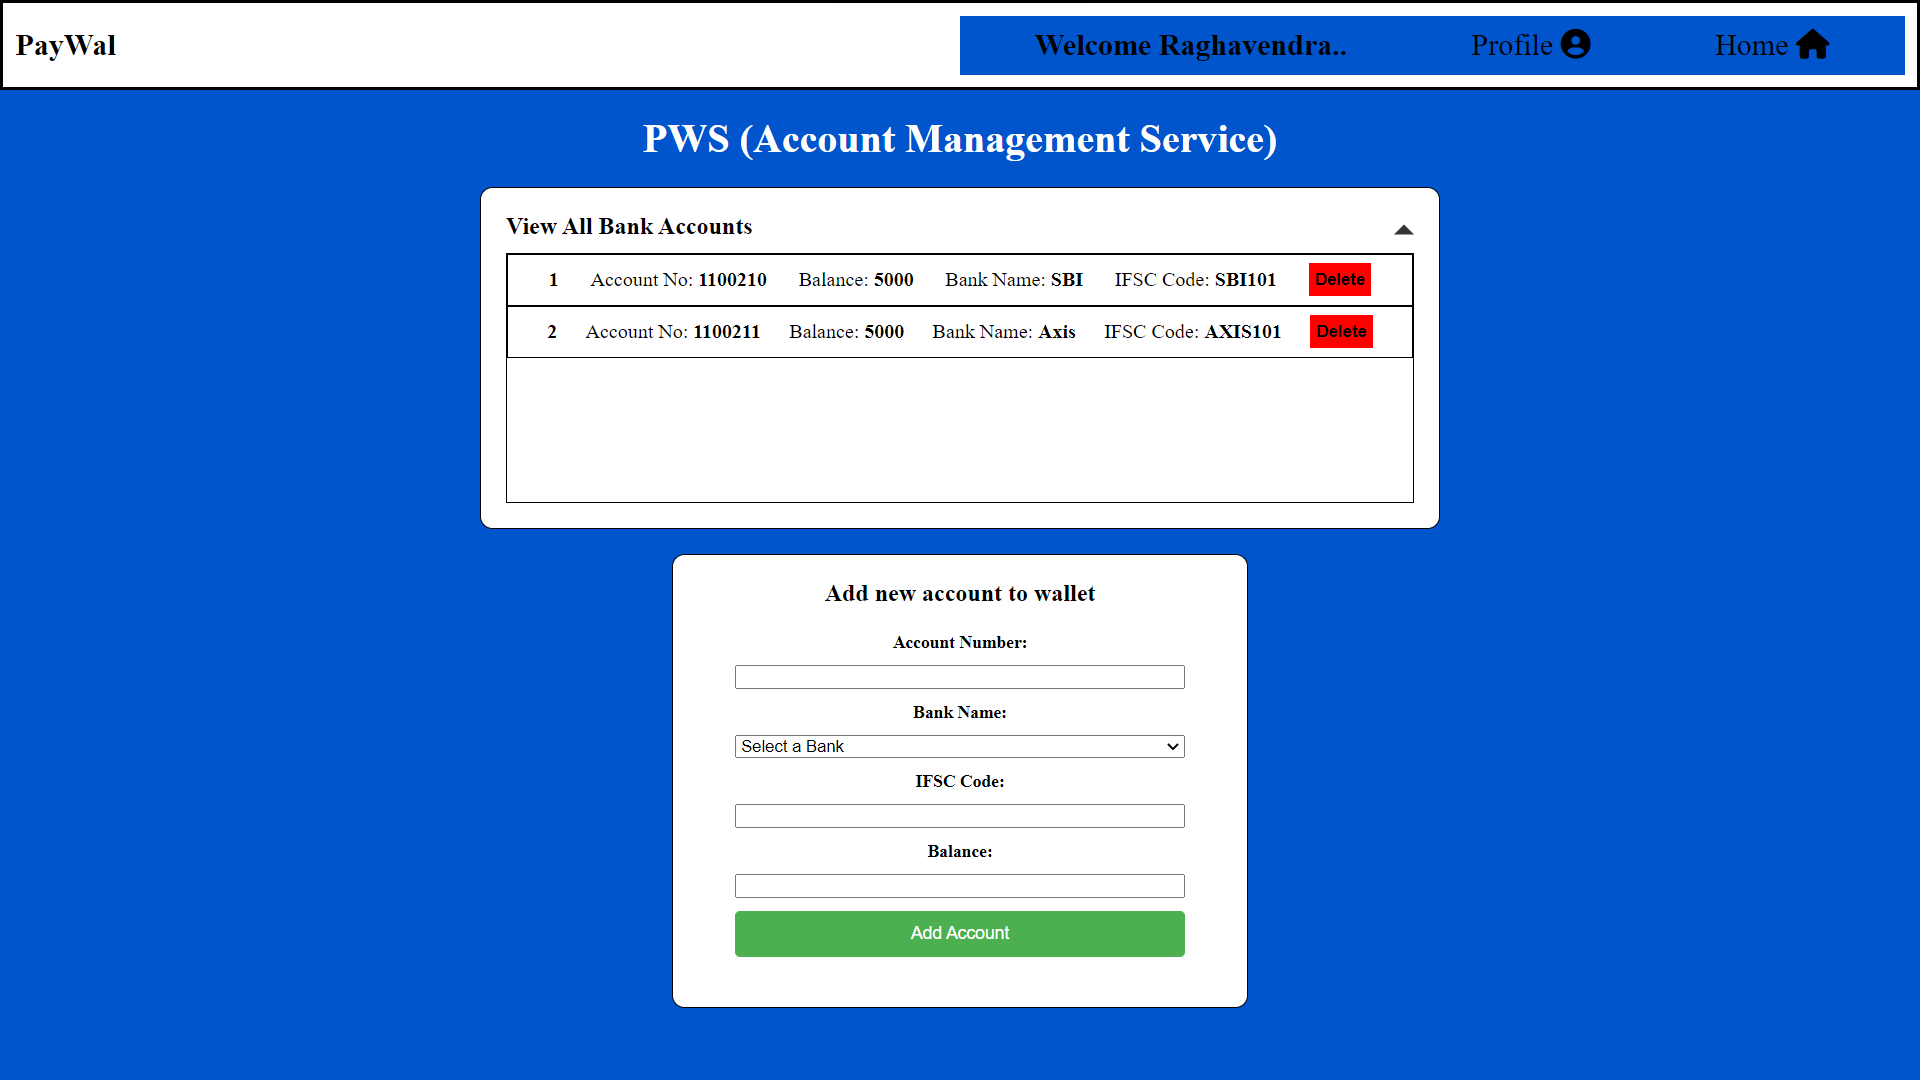 PayWal
Welcome Raghavendra..
Profile
Home
PWS (Account Management Service)
View All Bank Accounts
1 Account No: 1100210 Balance: 5000 Bank Name: SBI IFSC Code: SBI101 Delete
2 Account No: 1100211 Balance: 5000 Bank Name: Axis IFSC Code: AXIS101 Delete
Add new account to wallet
Account Number:
Bank Name:
Select a Bank
IFSC Code:
Balance:
Add Account